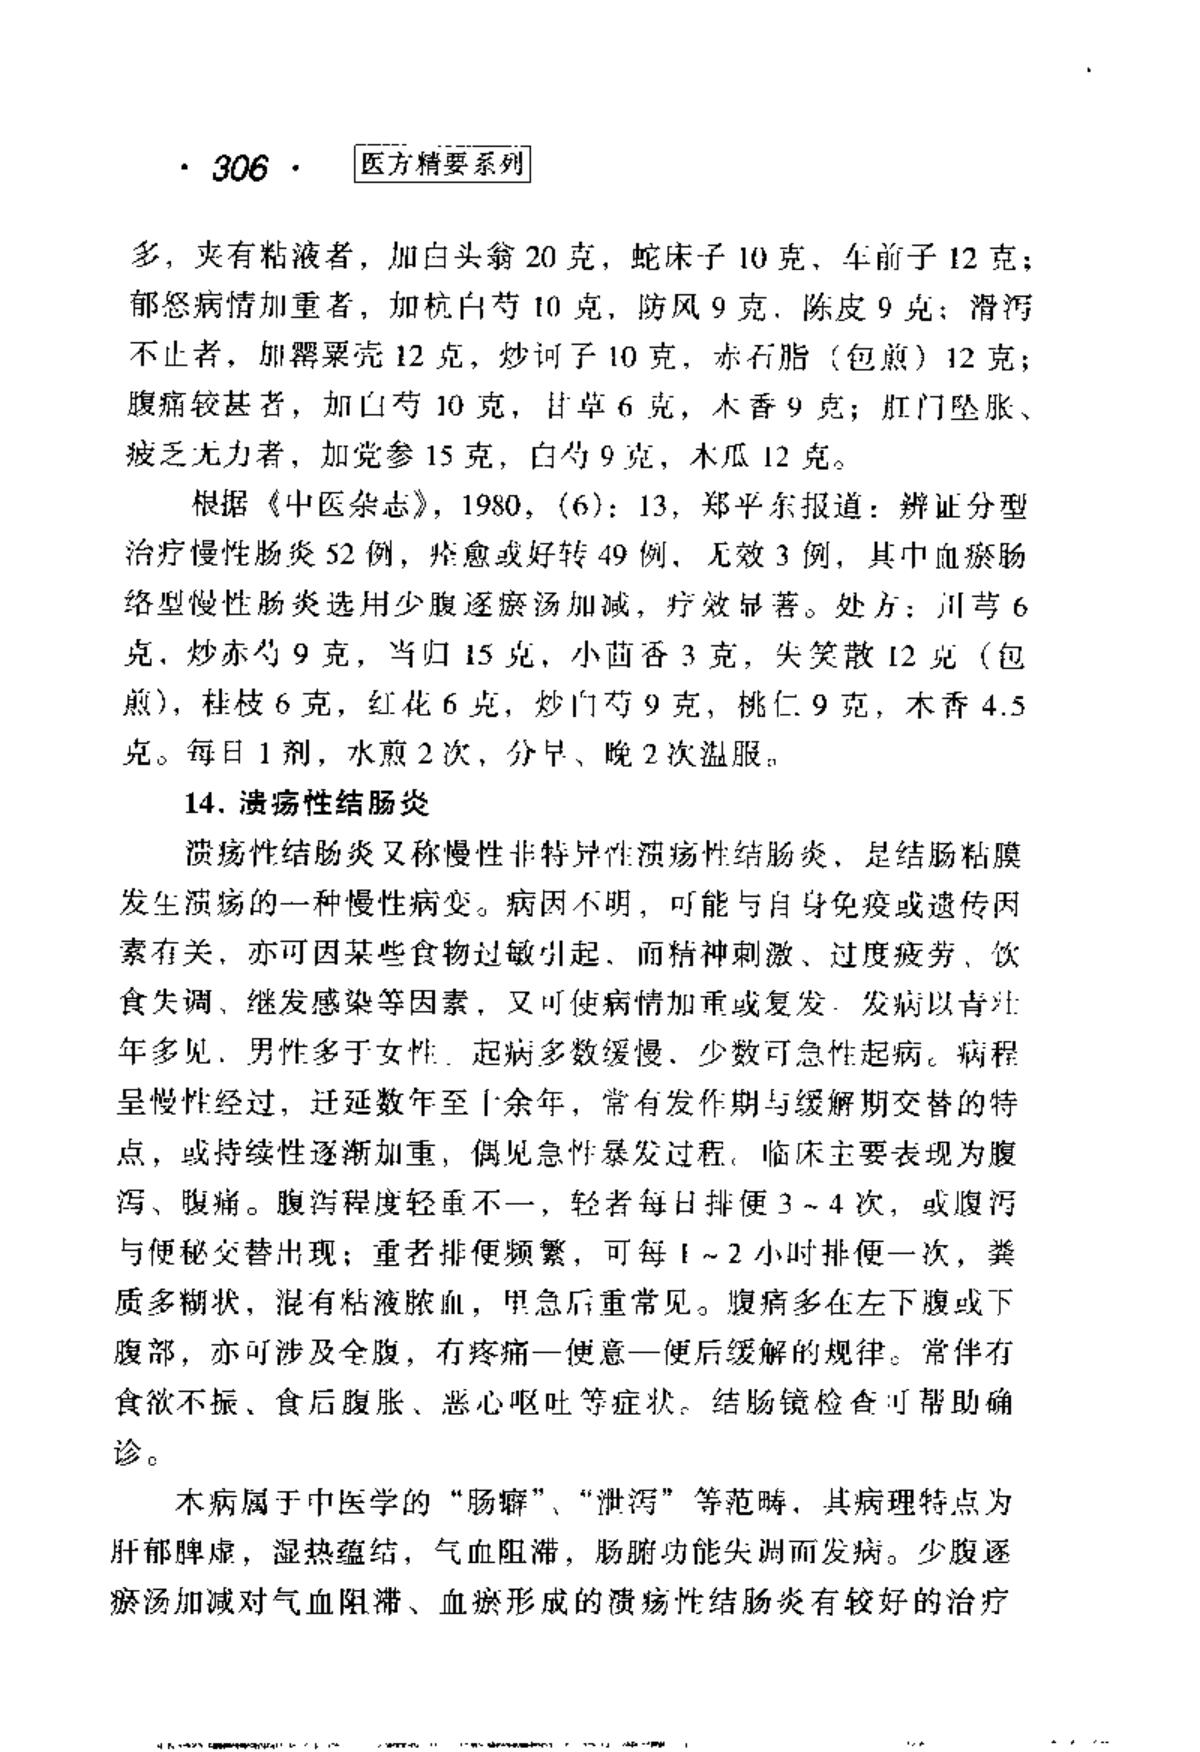 · 306 · 医方精要系列
多，夹有粘液者，加白头翁 20 克，蛇床子 10 克，车前子 12 克；
郁怒病情加重者，加杭白芍 10 克，防风 9 克，陈皮 9 克；滑泻
不止者，加罂粟壳 12 克，炒诃子 10 克，赤石脂（包煎）12 克；
腹痛较甚者，加白芍 10 克，甘草 6 克，木香 9 克；肛门坠胀、
疲乏无力者，加党参 15 克，白芍 9 克，木瓜 12 克。
根据《中医杂志》，1980，（6）：13，郑平东报道：辨证分型
治疗慢性肠炎 52 例，痊愈或好转 49 例，无效 3 例，其中血瘀肠
络型慢性肠炎选用少腹逐瘀汤加减，疗效显著。处方：川芎 6
克，炒赤芍 9 克，当归 15 克，小茴香 3 克，失笑散 12 克（包
煎），桂枝 6 克，红花 6 克，炒白芍 9 克，桃仁 9 克，木香 4.5
克。每日 1 剂，水煎 2 次，分早、晚 2 次温服。
14. 溃疡性结肠炎
溃疡性结肠炎又称慢性非特异性溃疡性结肠炎，是结肠粘膜
发生溃疡的一种慢性病变。病因不明，可能与自身免疫或遗传因
素有关，亦可因某些食物过敏引起，而精神刺激、过度疲劳、饮
食失调、继发感染等因素，又可使病情加重或复发。发病以青壮
年多见，男性多于女性。起病多数缓慢，少数可急性起病。病程
呈慢性经过，迁延数年至十余年，常有发作期与缓解期交替的特
点，或持续性逐渐加重，偶见急性暴发过程。临床主要表现为腹
泻、腹痛。腹泻程度轻重不一，轻者每日排便 3～4 次，或腹泻
与便秘交替出现；重者排便频繁，可每 1～2 小时排便一次，粪
质多糊状，混有粘液脓血，里急后重常见。腹痛多在左下腹或下
腹部，亦可涉及全腹，有疼痛—便意—便后缓解的规律。常伴有
食欲不振、食后腹胀、恶心呕吐等症状。结肠镜检查可帮助确
诊。
本病属于中医学的“肠癖”、“泄泻”等范畴，其病理特点为
肝郁脾虚，湿热蕴结，气血阻滞，肠腑功能失调而发病。少腹逐
瘀汤加减对气血阻滞、血瘀形成的溃疡性结肠炎有较好的治疗